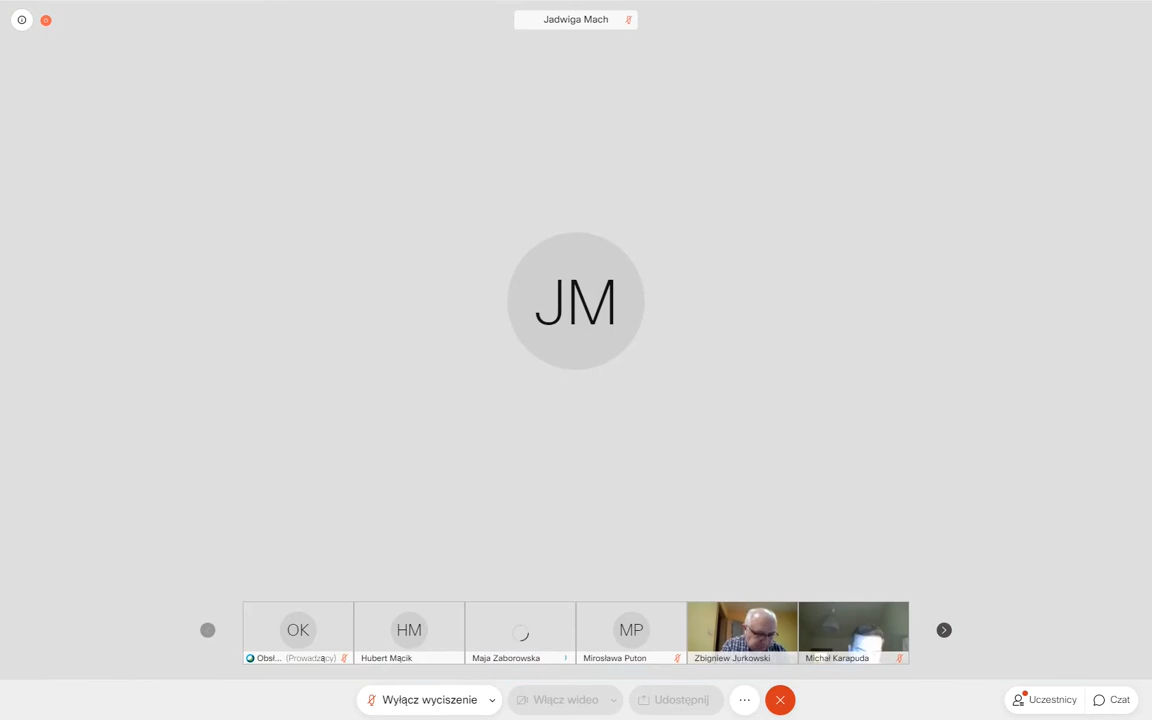 Jadwiga Mach
JM
OK
HM
MP
Obsł... (Prowadzący)
Hubert Mącik
Maja Zaborowska
Mirosława Puton
Zbigniew Jurkowski
Michał Karapuda
Wyłącz wyciszenie
Włącz wideo
Udostępnij
Uczestnicy
Czat